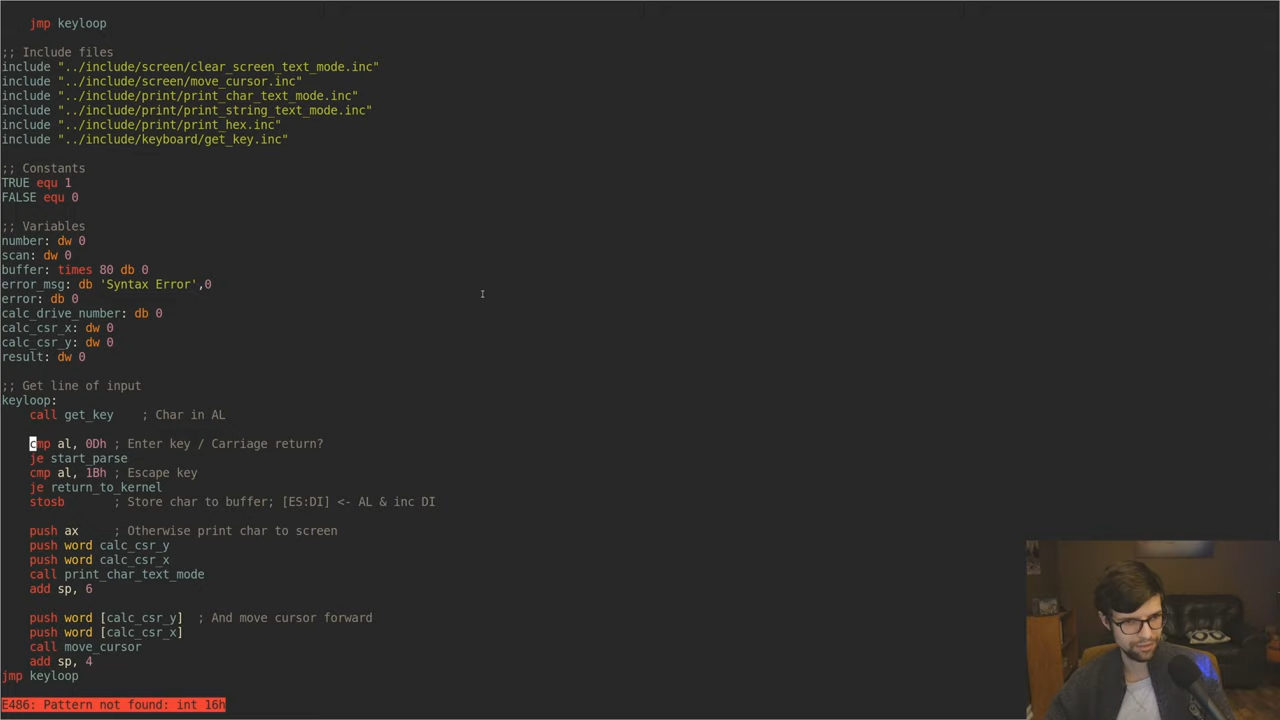 jmp keyloop
;; Include files
include "../include/screen/clear_screen_text_mode.inc"
include "../include/screen/move_cursor.inc"
include "../include/print/print_char_text_mode.inc"
include "../include/print/print_string_text_mode.inc"
include "../include/print/print_hex.inc"
include "../include/keyboard/get_key.inc"
;; Constants
TRUE equ 1
FALSE equ 0
;; Variables
number: dw 0
scan: dw 0
buffer: times 80 db 0
error_msg: db 'Syntax Error',0
error: db 0
calc_drive_number: db 0
calc_csr_x: dw 0
calc_csr_y: dw 0
result: dw 0
;; Get line of input
keyloop:
call get_key ; Char in AL
cmp al, 0Dh ; Enter key / Carriage return?
je start_parse
cmp al, 1Bh ; Escape key
je return_to_kernel
stosb ; Store char to buffer; [ES:DI] <- AL & inc DI
push ax ; Otherwise print char to screen
push word calc_csr_y
push word calc_csr_x
call print_char_text_mode
add sp, 6
push word [calc_csr_y] ; And move cursor forward
push word [calc_csr_x]
call move_cursor
add sp, 4
jmp keyloop
E486: Pattern not found: int 16h